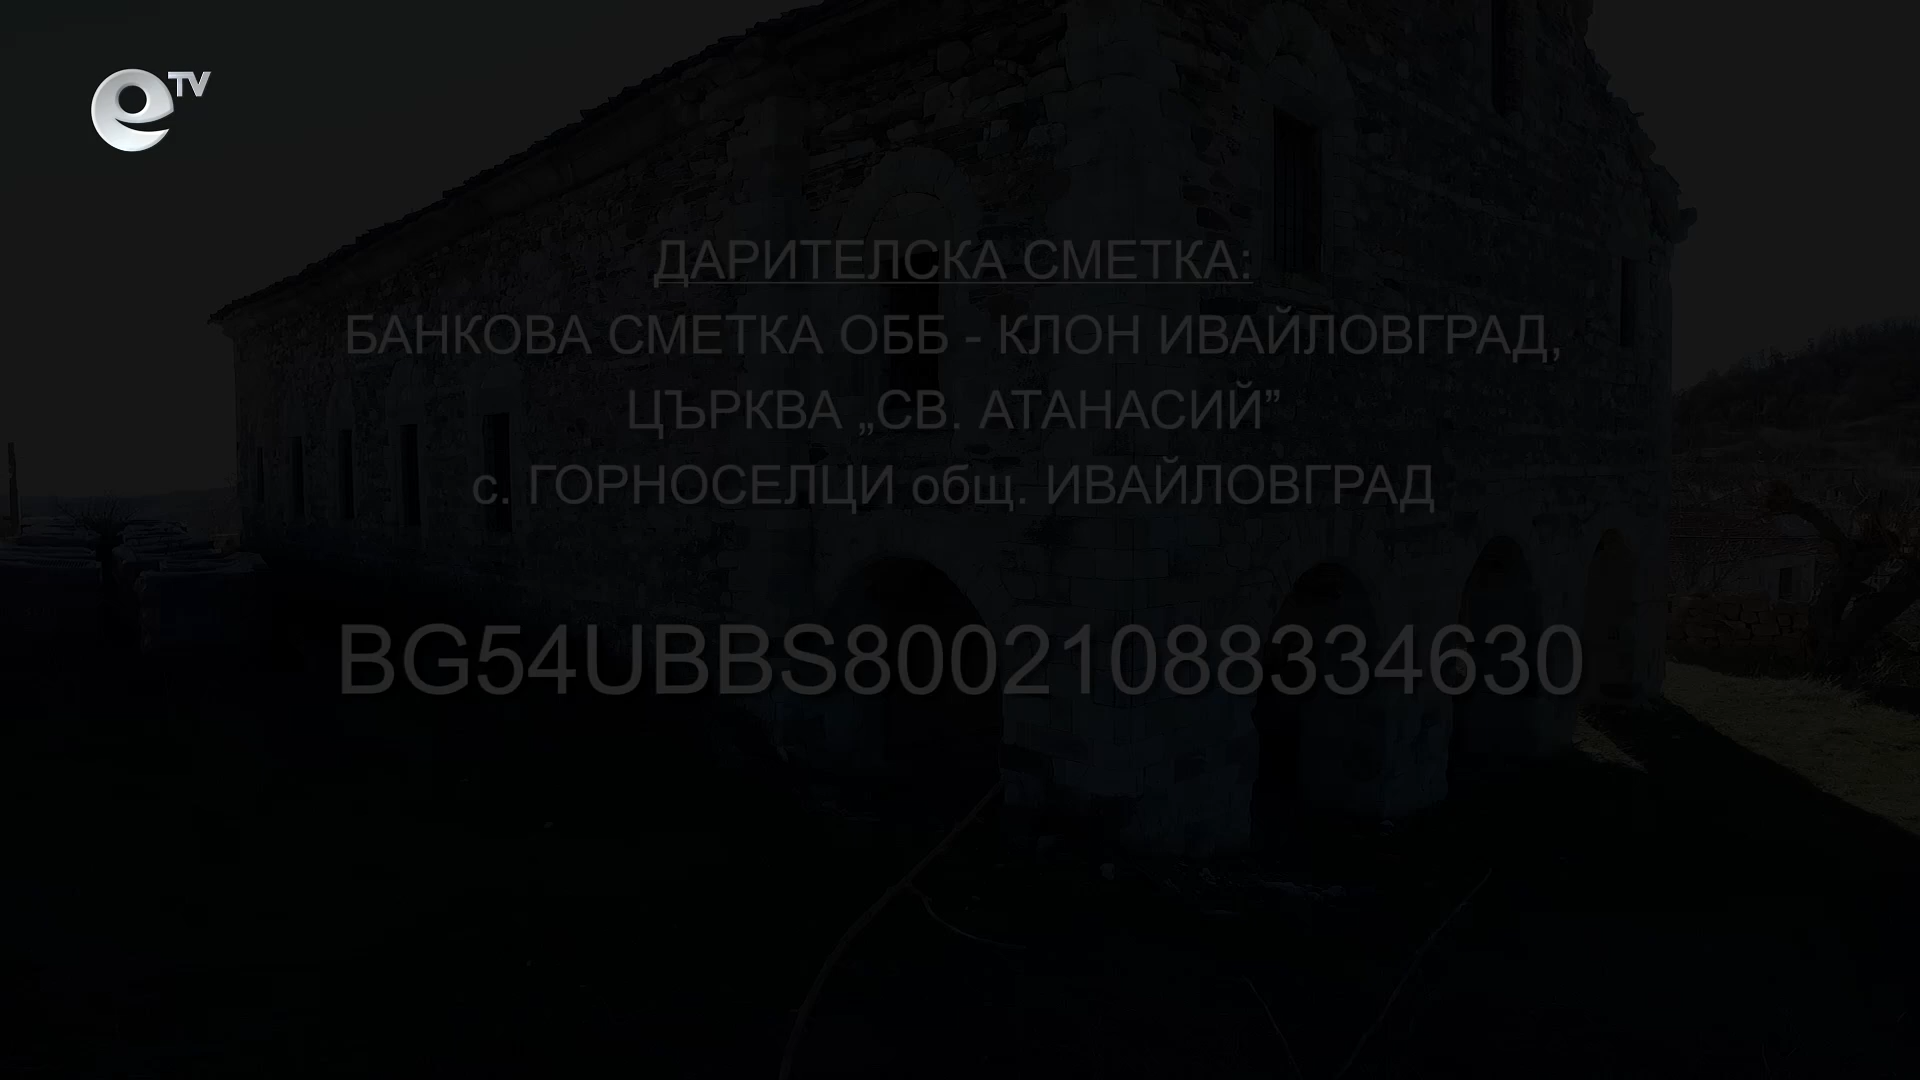 eTV
ДАРИТЕЛСКА СМЕТКА:
БАНКОВА СМЕТКА ОББ - КЛОН ИВАЙЛОВГРАД,
ЦЪРКВА „СВ. АТАНАСИЙ”
с. ГОРНОСЕЛЦИ общ. ИВАЙЛОВГРАД
BG54UBBS80021088334630